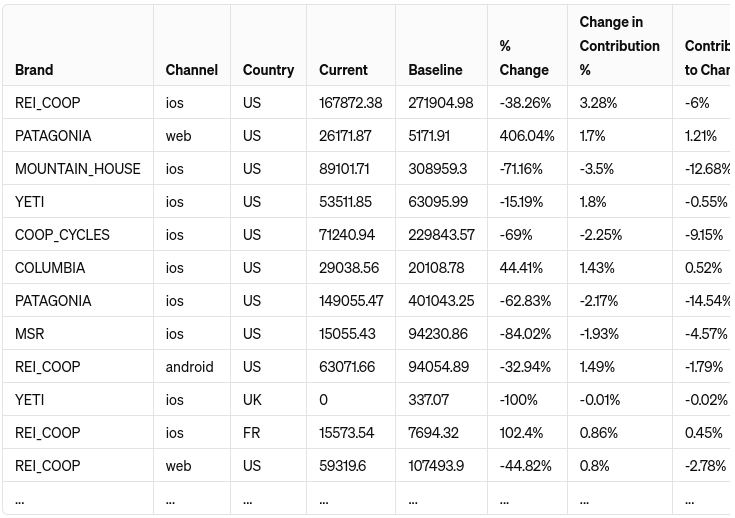 Brand Channel Country Current Baseline % Change Change in Contribution % Contrib to Char
REI_COOP ios US 167872.38 271904.98 -38.26% 3.28% -6%
PATAGONIA web US 26171.87 5171.91 406.04% 1.7% 1.21%
MOUNTAIN_HOUSE ios US 89101.71 308959.3 -71.16% -3.5% -12.68%
YETI ios US 53511.85 63095.99 -15.19% 1.8% -0.55%
COOP_CYCLES ios US 71240.94 229843.57 -69% -2.25% -9.15%
COLUMBIA ios US 29038.56 20108.78 44.41% 1.43% 0.52%
PATAGONIA ios US 149055.47 401043.25 -62.83% -2.17% -14.54%
MSR ios US 15055.43 94230.86 -84.02% -1.93% -4.57%
REI_COOP android US 63071.66 94054.89 -32.94% 1.49% -1.79%
YETI ios UK 0 337.07 -100% -0.01% -0.02%
REI_COOP ios FR 15573.54 7694.32 102.4% 0.86% 0.45%
REI_COOP web US 59319.6 107493.9 -44.82% 0.8% -2.78%
... ... ... ... ... ... ... ...